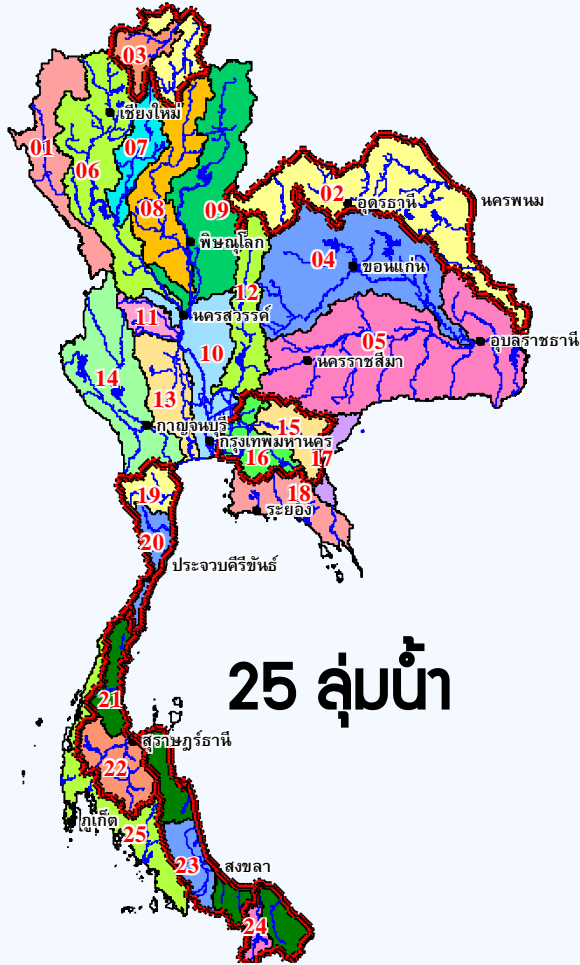 03
เชียงใหม่
01
07
06
02
อุดรธานี
นครพนม
08
09
พิษณุโลก
04
ขอนแก่น
12
11
นครสวรรค์
10
05
อุบลราชธานี
นครราชสีมา
14
13
กาญจนบุรี
15
กรุงเทพมหานคร
16
17
19
18
ระยอง
20
ประจวบคีรีขันธ์
25 ลุ่มน้ำ
21
สุราษฎร์ธานี
22
ภูเก็ต
25
23
สงขลา
24